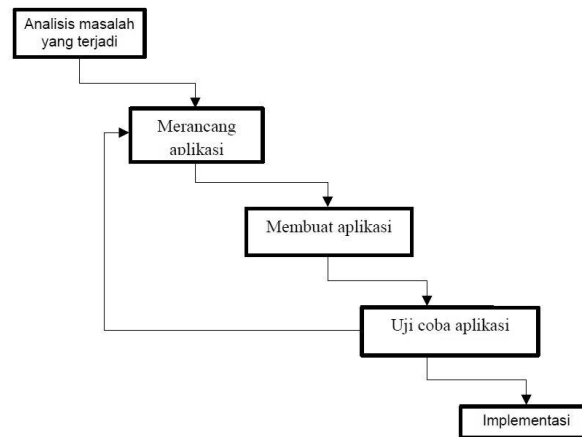 Analisis masalah
yang terjadi
Merancang
aplikasi
Membuat aplikasi
Uji coba aplikasi
Implementasi